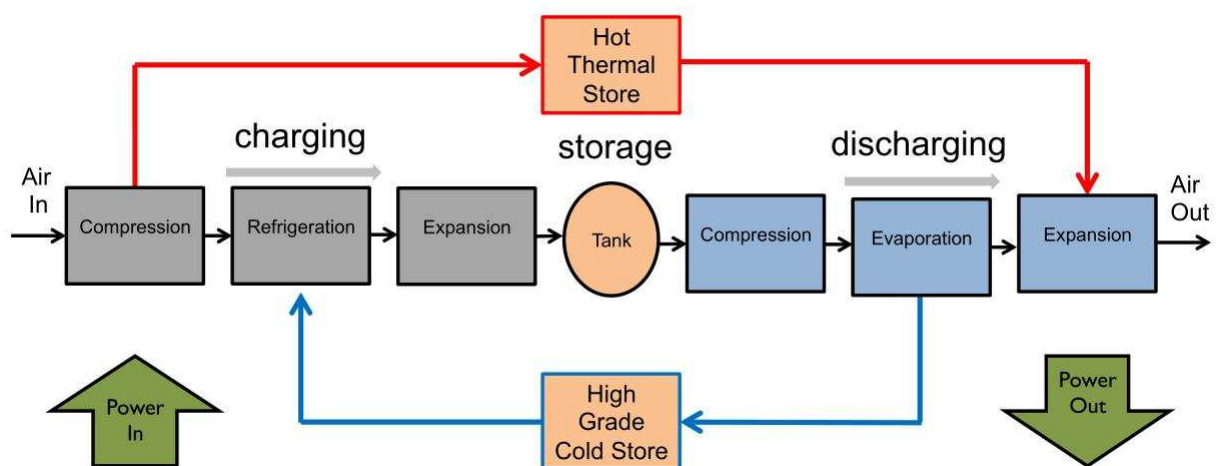 Hot
Thermal
Store
charging
storage
discharging
Air
In
Compression
Refrigeration
Expansion
Tank
Compression
Evaporation
Expansion
Air
Out
Power
In
High
Grade
Cold Store
Power
Out